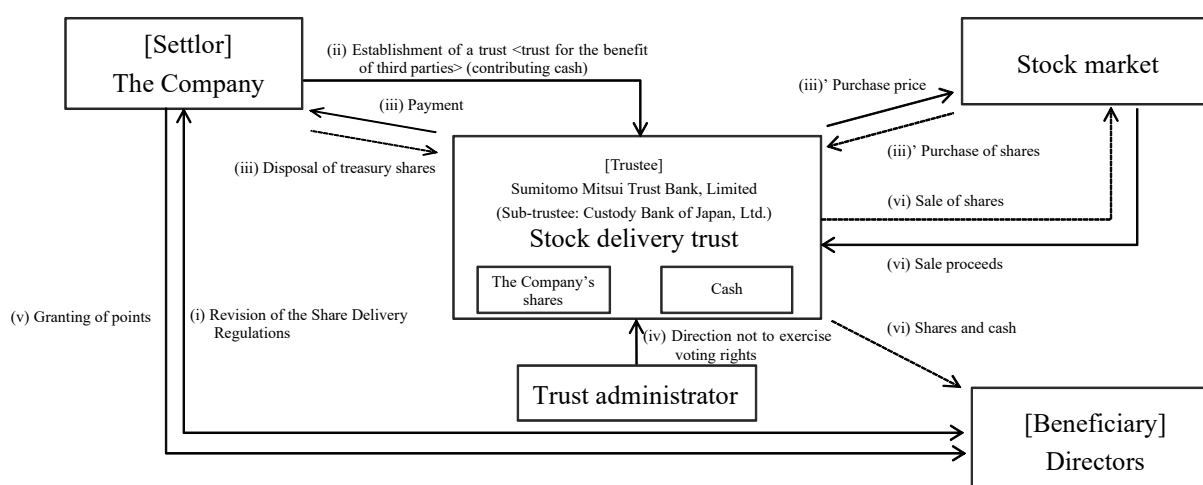 [Settlor]
The Company
(ii) Establishment of a trust <trust for the benefit
of third parties> (contributing cash)
(iii) Payment
(iii) Disposal of treasury shares
Stock market
(iii)’ Purchase price
(iii)’ Purchase of shares
[Trustee]
Sumitomo Mitsui Trust Bank, Limited
(Sub-trustee: Custody Bank of Japan, Ltd.)
Stock delivery trust
The Company’s
shares
Cash
(vi) Sale of shares
(vi) Sale proceeds
(v) Granting of points
(i) Revision of the Share Delivery
Regulations
(iv) Direction not to exercise
voting rights
(vi) Shares and cash
Trust administrator
[Beneficiary]
Directors